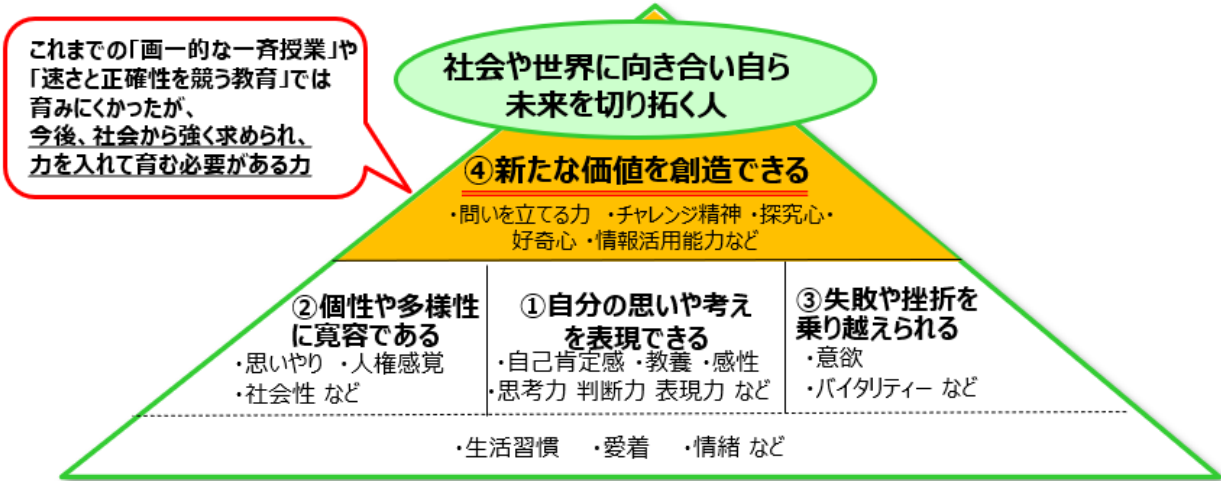 これまでの「画一的な一斉授業」や
「速さと正確性を競う教育」では
育みにくかったが、
今後、社会から強く求められ、
力を入れて育む必要がある力
社会や世界に向き合い自ら
未来を切り拓く人
④新たな価値を創造できる
・問いを立てる力 ・チャレンジ精神 ・探究心・
好奇心 ・情報活用能力など
②個性や多様性
に寛容である
・思いやり ・人権感覚
・社会性 など
①自分の思いや考え
を表現できる
・自己肯定感 ・教養 ・感性
・思考力 判断力 表現力 など
③失敗や挫折を
乗り越えられる
・意欲
・バイタリティー など
・生活習慣 ・愛着 ・情緒 など